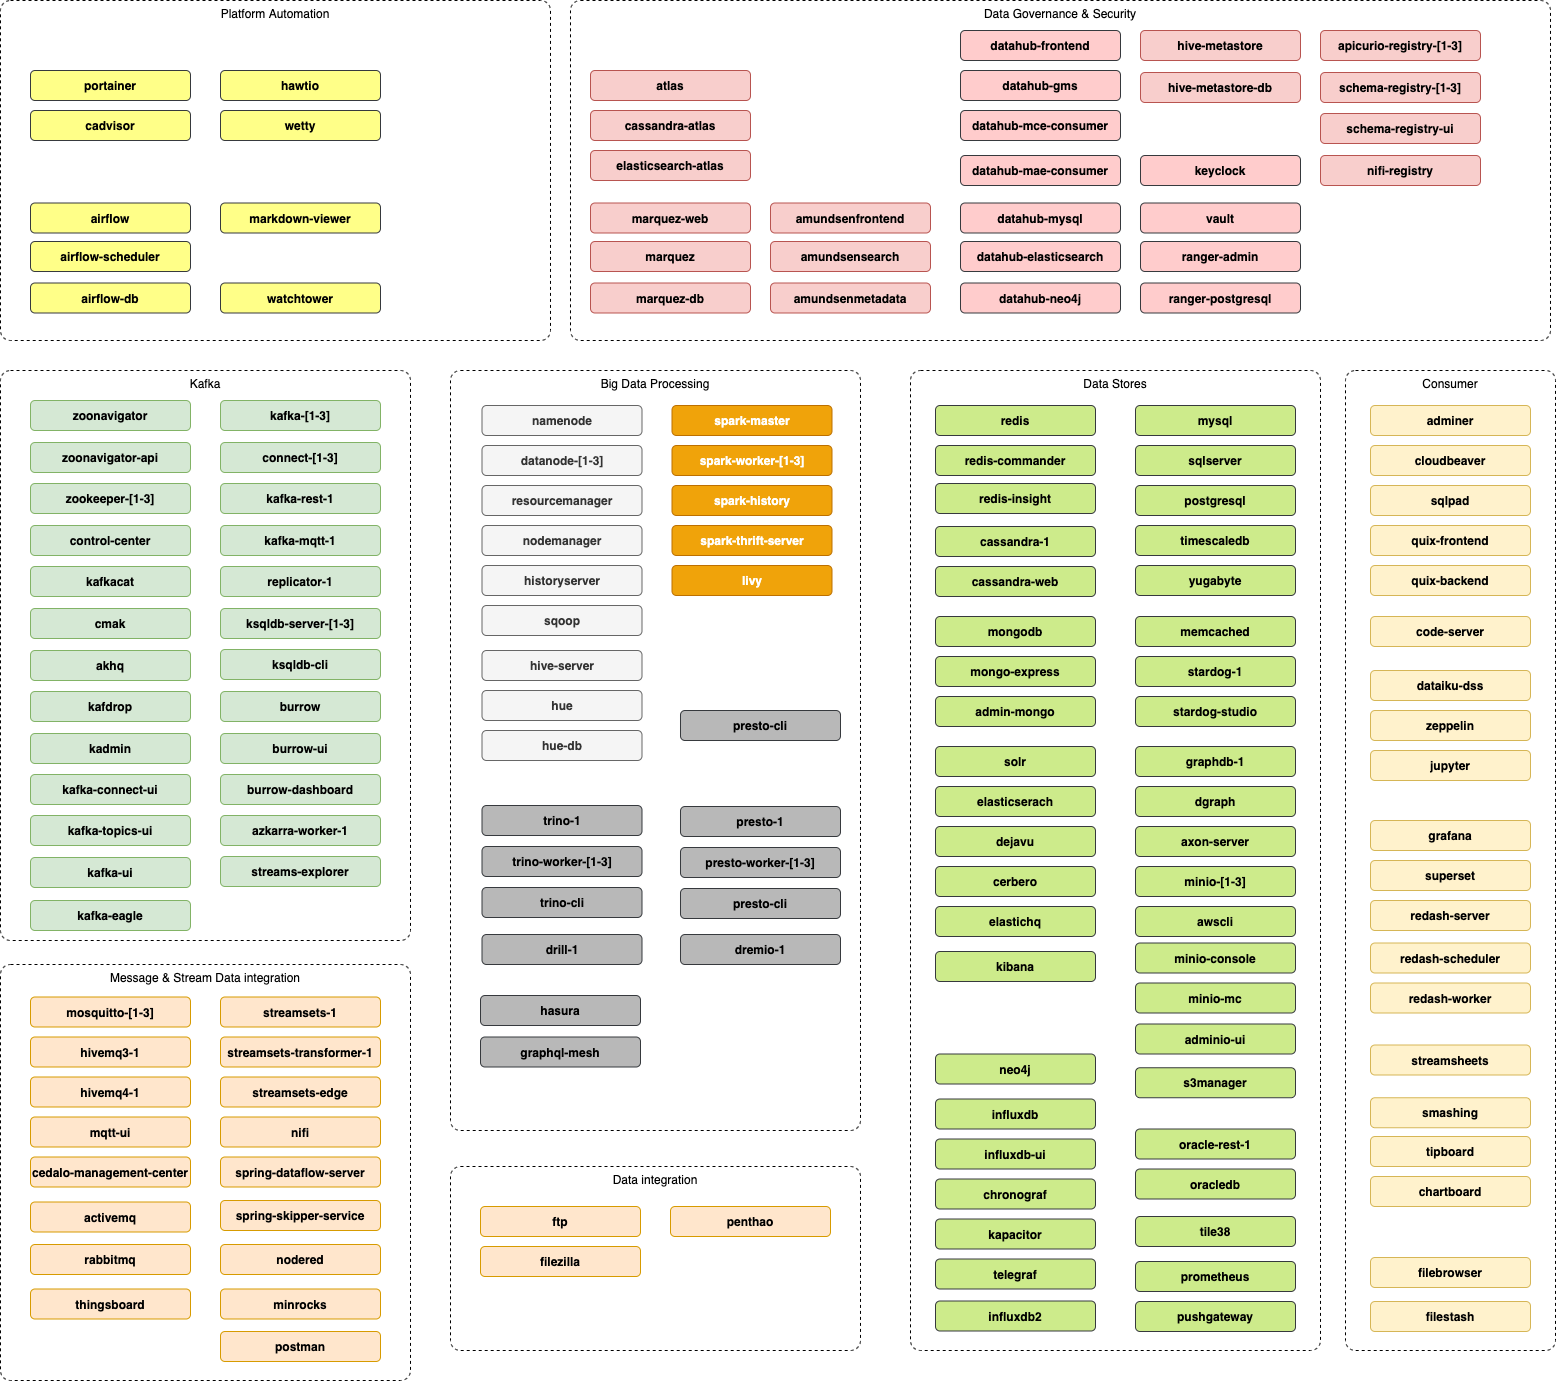 Platform Automation
portainer
hawtio
cadvisor
wetty
airflow
markdown-viewer
airflow-scheduler
airflow-db
watchtower
Data Governance & Security
datahub-frontend
hive-metastore
apicurio-registry-[1-3]
atlas
datahub-gms
hive-metastore-db
schema-registry-[1-3]
cassandra-atlas
datahub-mce-consumer
schema-registry-ui
elasticsearch-atlas
datahub-mae-consumer
keyclock
nifi-registry
marquez-web
amundsenfrontend
datahub-mysql
vault
marquez
amundsensearch
datahub-elasticsearch
ranger-admin
marquez-db
amundsenmetadata
datahub-neo4j
ranger-postgresql
Kafka
zoonavigator
kafka-[1-3]
zoonavigator-api
connect-[1-3]
zookeeper-[1-3]
kafka-rest-1
control-center
kafka-mqtt-1
kafkacat
replicator-1
cmak
ksqldb-server-[1-3]
akhq
ksqldb-cli
kafdrop
burrow
kadmin
burrow-ui
kafka-connect-ui
burrow-dashboard
kafka-topics-ui
azkarra-worker-1
kafka-ui
streams-explorer
kafka-eagle
Message & Stream Data integration
mosquitto-[1-3]
streamsets-1
hivemq3-1
streamsets-transformer-1
hivemq4-1
streamsets-edge
mqtt-ui
nifi
cedalo-management-center
spring-dataflow-server
activemq
spring-skipper-service
rabbitmq
nodered
thingsboard
minrocks
postman
Big Data Processing
namenode
spark-master
datanode-[1-3]
spark-worker-[1-3]
resourcemanager
spark-history
nodemanager
spark-thrift-server
historyserver
livy
sqoop
hive-server
hue
presto-cli
hue-db
trino-1
presto-1
trino-worker-[1-3]
presto-worker-[1-3]
trino-cli
presto-cli
drill-1
dremio-1
hasura
graphql-mesh
Data integration
ftp
penthao
filezilla
Data Stores
redis
mysql
redis-commander
sqlserver
redis-insight
postgresql
cassandra-1
timescaledb
cassandra-web
yugabyte
mongodb
memcached
mongo-express
stardog-1
admin-mongo
stardog-studio
solr
graphdb-1
elasticserach
dgraph
dejavu
axon-server
cerbero
minio-[1-3]
elastichq
awscli
kibana
minio-console
minio-mc
adminio-ui
neo4j
s3manager
influxdb
oracle-rest-1
influxdb-ui
oracledb
chronograf
kapacitor
tile38
telegraf
prometheus
influxdb2
pushgateway
Consumer
adminer
cloudbeaver
sqlpad
quix-frontend
quix-backend
code-server
dataiku-dss
zeppelin
jupyter
grafana
superset
redash-server
redash-scheduler
redash-worker
streamsheets
smashing
tipboard
chartboard
filebrowser
filestash